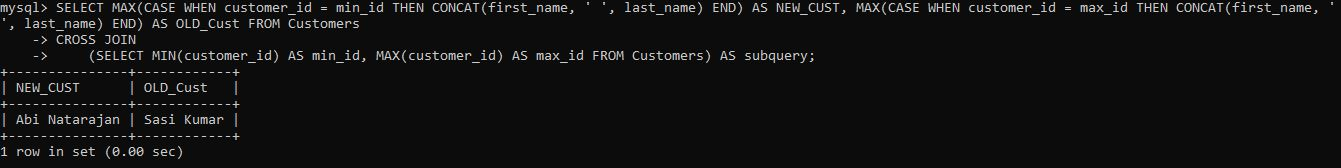 mysql> SELECT MAX(CASE WHEN customer_id = min_id THEN CONCAT(first_name, ' ', last_name) END) AS NEW_CUST, MAX(CASE WHEN customer_id = max_id THEN CONCAT(first_name, '
', last_name) END) AS OLD_Cust FROM Customers
    -> CROSS JOIN
    ->     (SELECT MIN(customer_id) AS min_id, MAX(customer_id) AS max_id FROM Customers) AS subquery;
+---------------+------------+
| NEW_CUST      | OLD_Cust   |
+---------------+------------+
| Abi Natarajan | Sasi Kumar |
+---------------+------------+
1 row in set (0.00 sec)